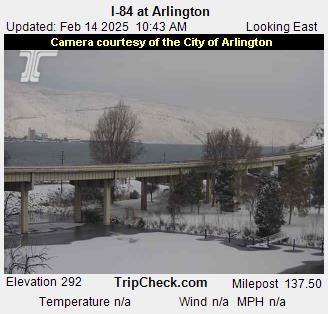 I-84 at Arlington
Updated: Feb 14 2025 10:43 AM Looking East
Camera courtesy of the City of Arlington
Elevation 292 TripCheck.com Milepost 137.50
Temperature n/a Wind n/a MPH n/a